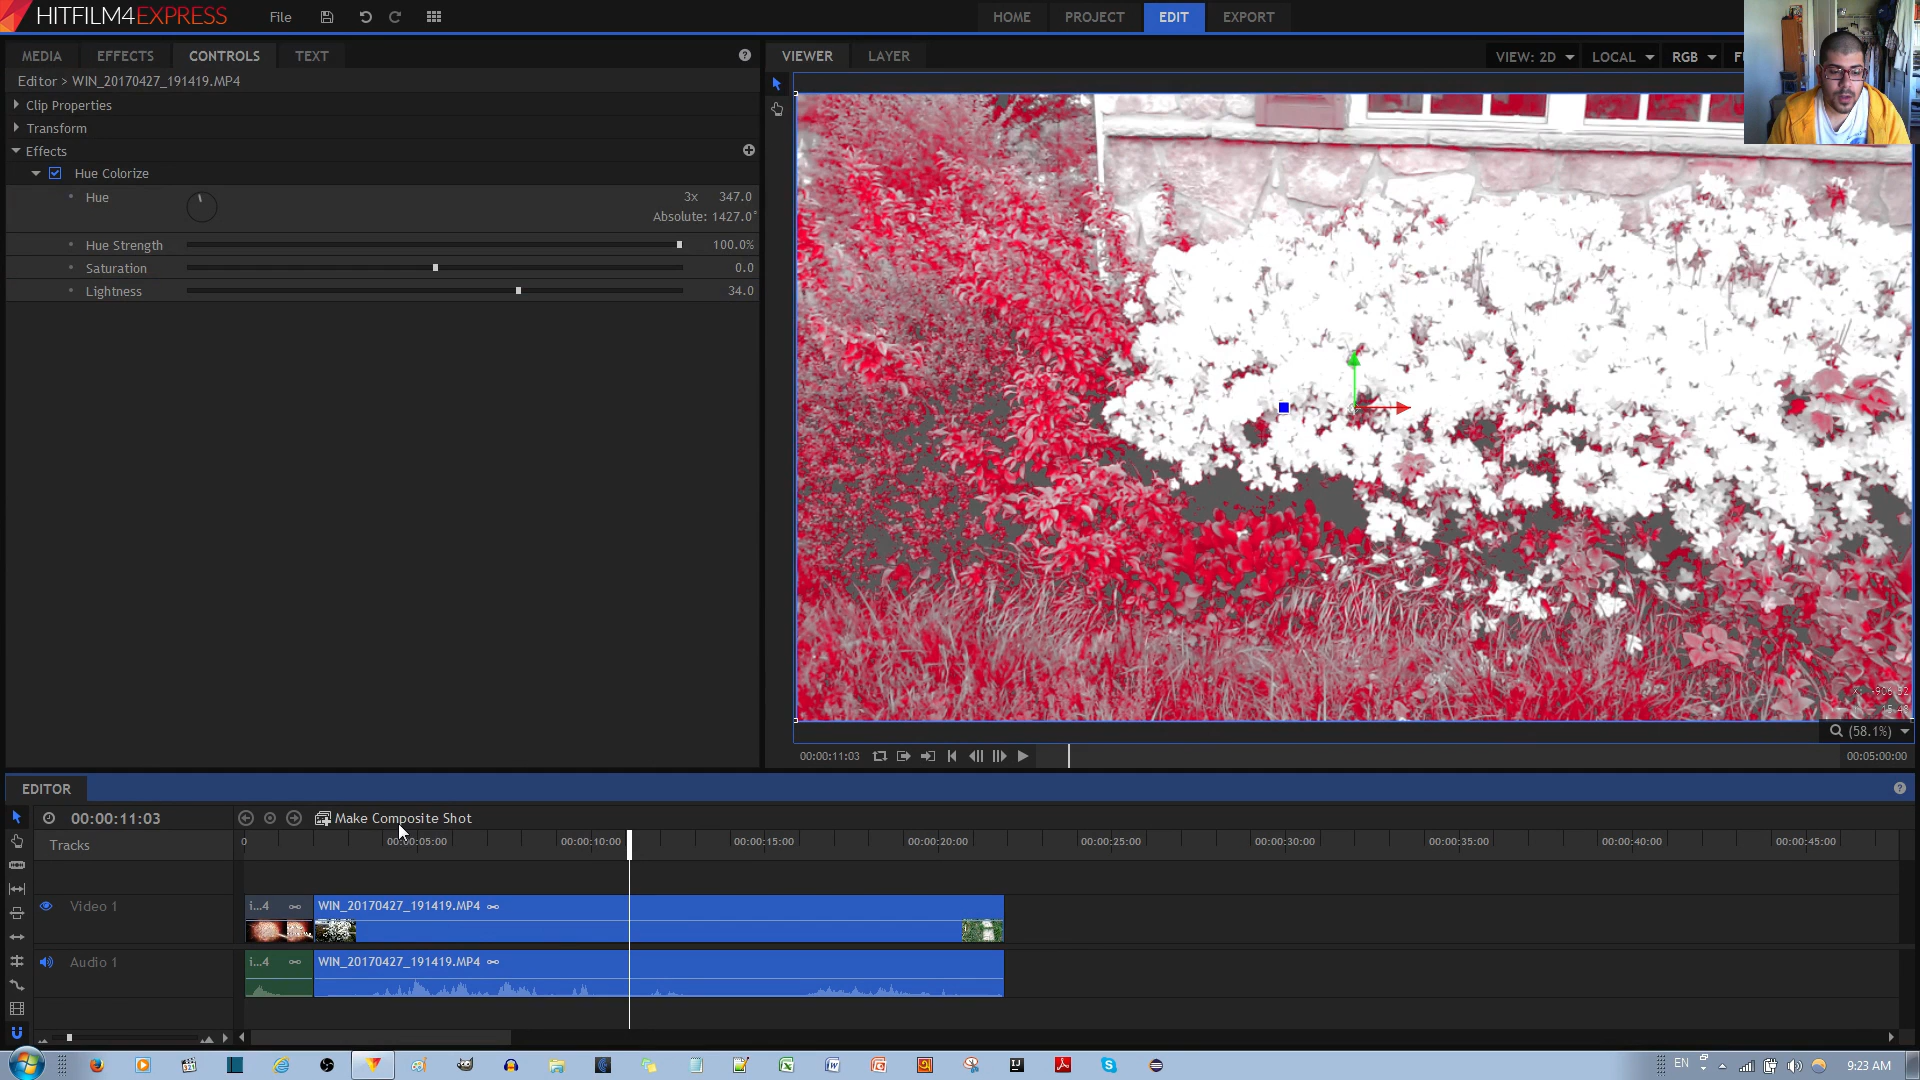 HITFILM4EXPRESS File HOME PROJECT EDIT EXPORT
MEDIA EFFECTS CONTROLS TEXT
Editor > WIN_20170427_191419.MP4
Clip Properties
Transform
Effects
Hue Colorize
Hue 3x 347.0
Absolute: 1427.0°
Hue Strength 100.0%
Saturation 0.0
Lightness 34.0
VIEWER LAYER VIEW: 2D LOCAL RGB
(58.1%)
00:00:11:03 00:05:00:00
EDITOR
00:00:11:03 Make Composite Shot
Tracks 0 00:00:05:00 00:00:10:00 00:00:15:00 00:00:20:00 00:00:25:00 00:00:30:00 00:00:35:00 00:00:40:00 00:00:45:00
Video 1 i...4 WIN_20170427_191419.MP4
Audio 1 i...4 WIN_20170427_191419.MP4
EN 9:23 AM